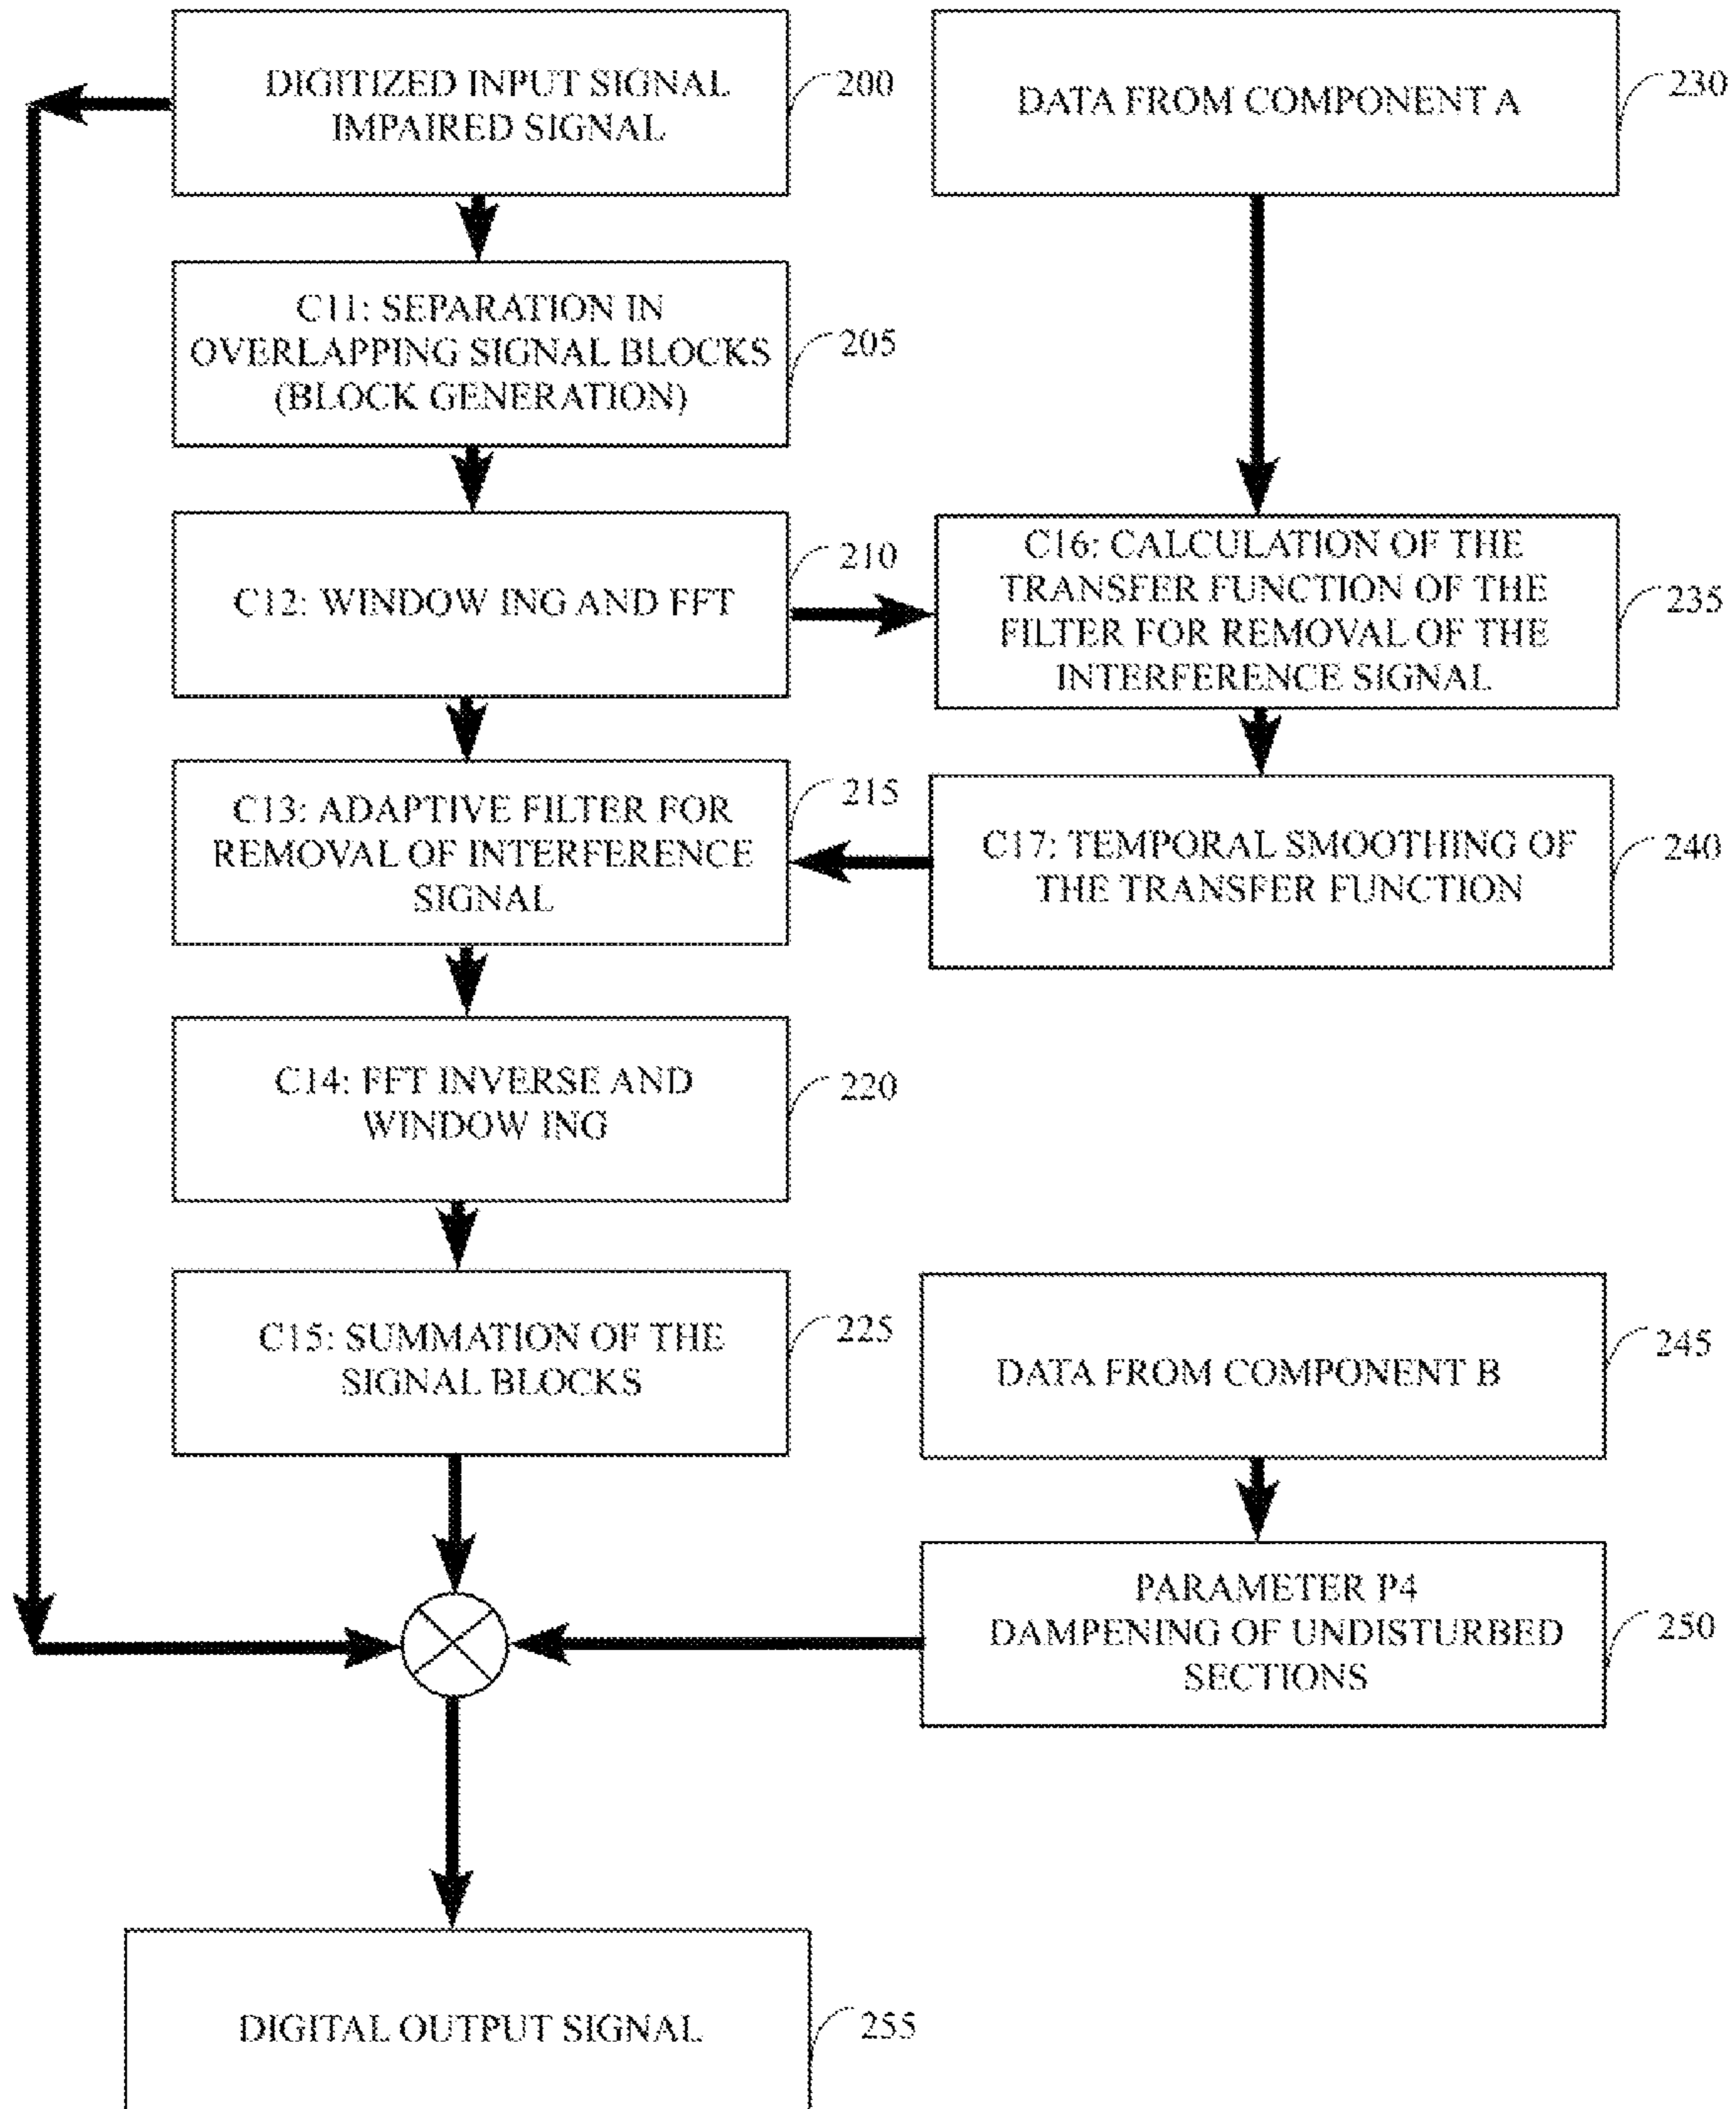 DIGITIZED INPUT SIGNAL
IMPAIRED SIGNAL
200
DATA FROM COMPONENT A
230
C11: SEPARATION IN
OVERLAPPING SIGNAL BLOCKS
(BLOCK GENERATION)
205
C12: WINDOW ING AND FFT
210
C16: CALCULATION OF THE
TRANSFER FUNCTION OF THE
FILTER FOR REMOVAL OF THE
INTERFERENCE SIGNAL
235
C13: ADAPTIVE FILTER FOR
REMOVAL OF INTERFERENCE
SIGNAL
215
C17: TEMPORAL SMOOTHING OF
THE TRANSFER FUNCTION
240
C14: FFT INVERSE AND
WINDOW ING
220
C15: SUMMATION OF THE
SIGNAL BLOCKS
225
DATA FROM COMPONENT B
245
PARAMETER P4
DAMPENING OF UNDISTURBED
SECTIONS
250
DIGITAL OUTPUT SIGNAL
255